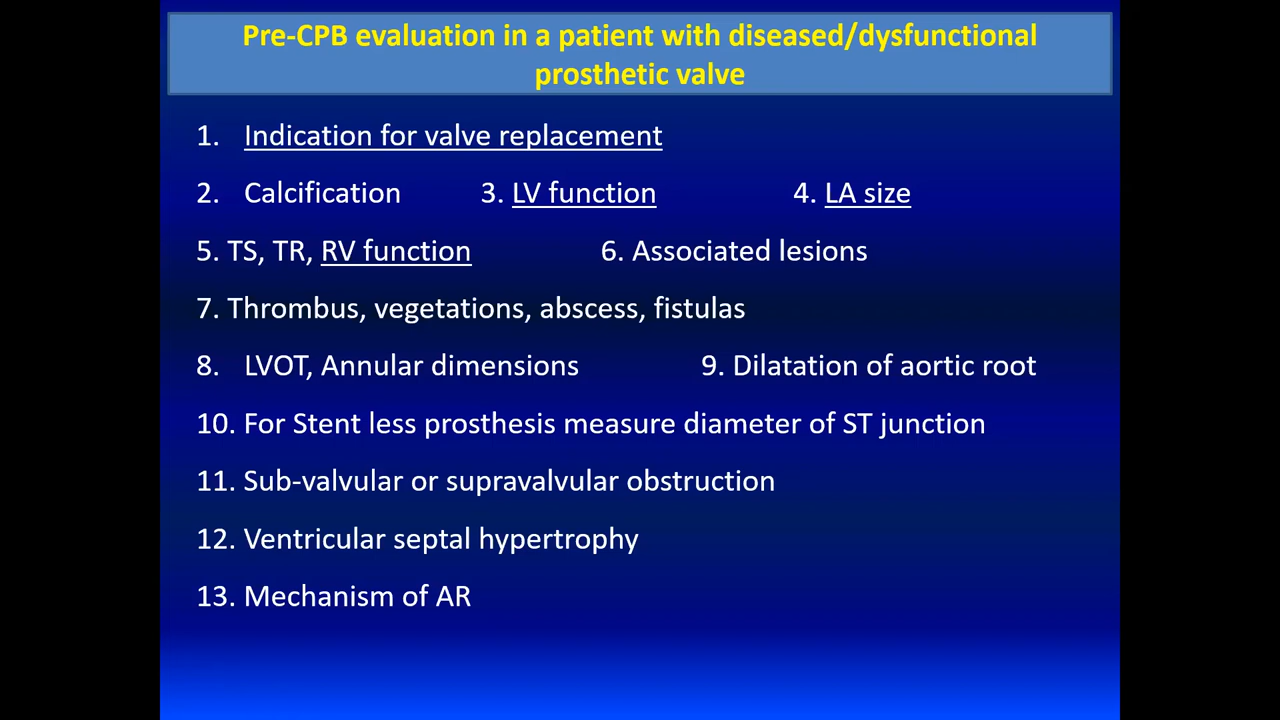 Pre-CPB evaluation in a patient with diseased/dysfunctional
prosthetic valve
1. Indication for valve replacement
2. Calcification 3. LV function 4. LA size
5. TS, TR, RV function 6. Associated lesions
7. Thrombus, vegetations, abscess, fistulas
8. LVOT, Annular dimensions 9. Dilatation of aortic root
10. For Stent less prosthesis measure diameter of ST junction
11. Sub-valvular or supravalvular obstruction
12. Ventricular septal hypertrophy
13. Mechanism of AR